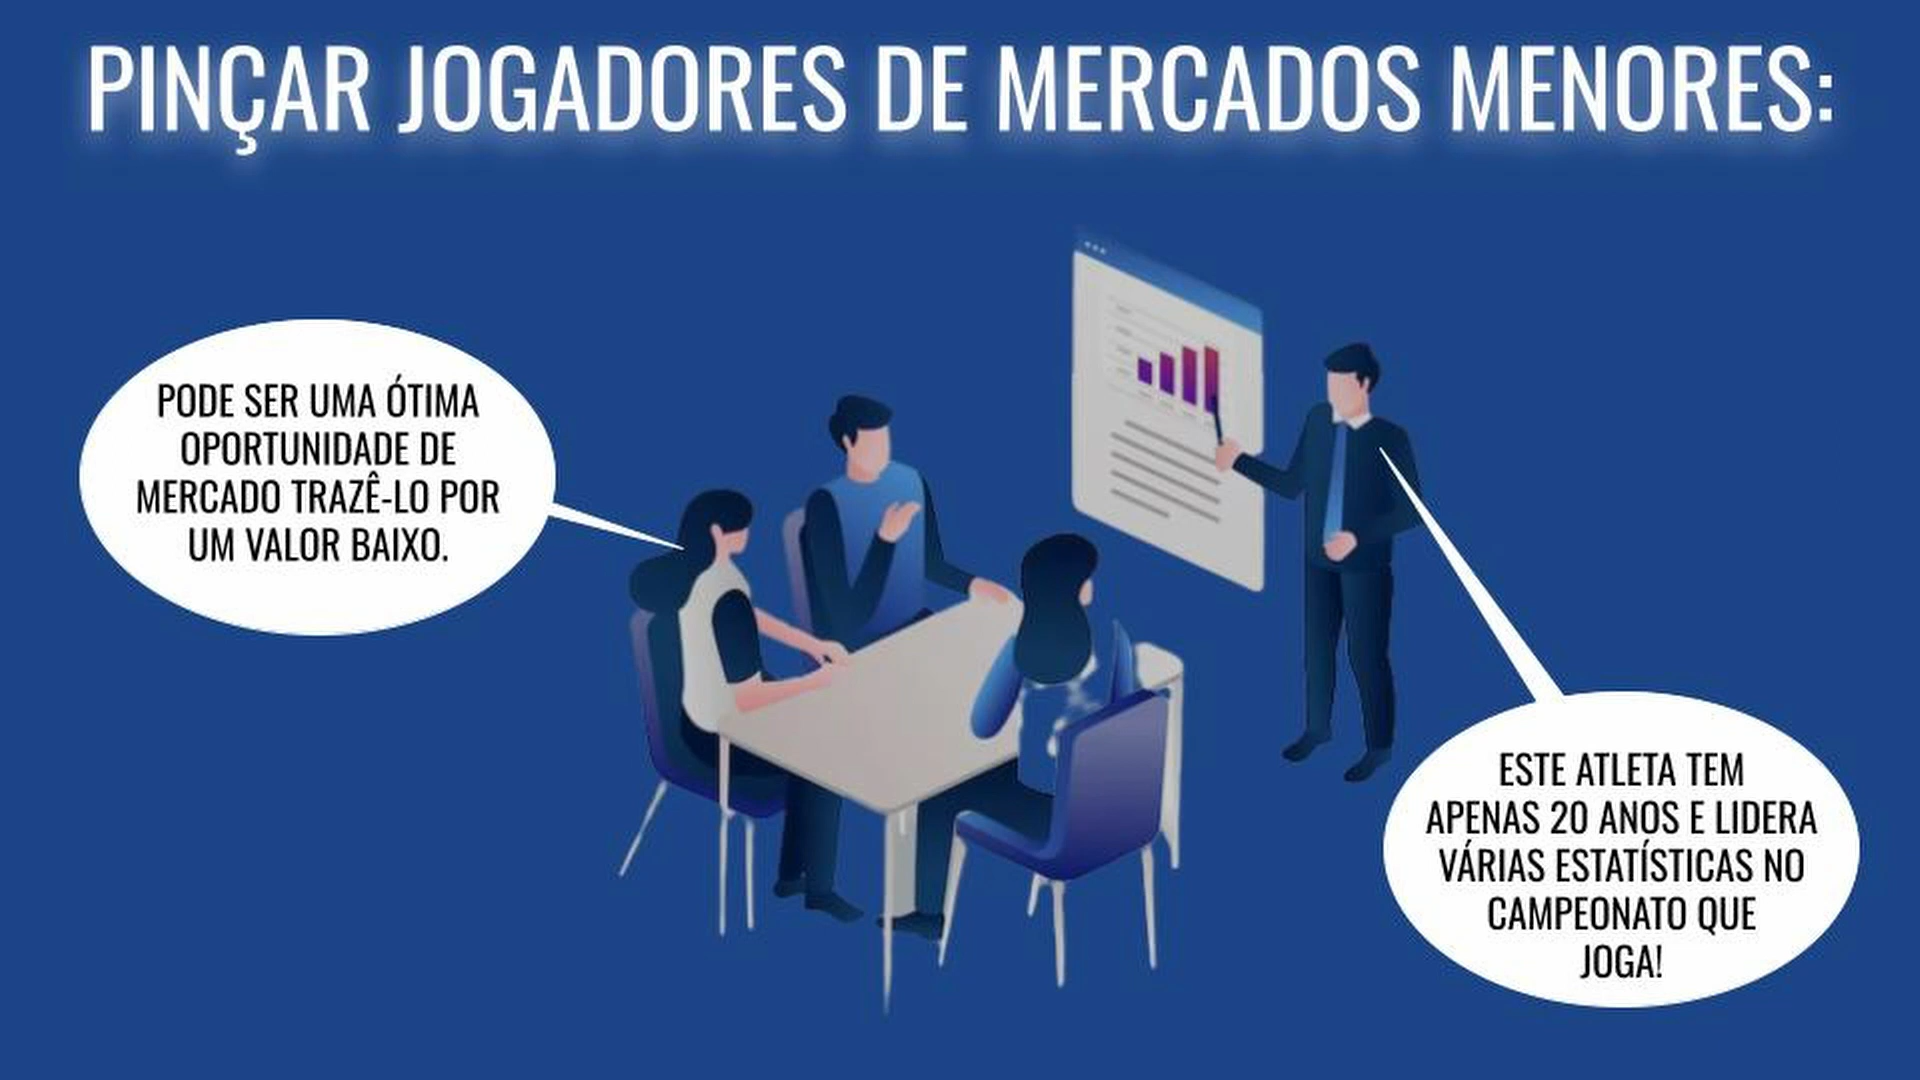 PINÇAR JOGADORES DE MERCADOS MENORES:
PODE SER UMA ÓTIMA
OPORTUNIDADE DE
MERCADO TRAZÊ-LO POR
UM VALOR BAIXO.
ESTE ATLETA TEM
APENAS 20 ANOS E LIDERA
VÁRIAS ESTATÍSTICAS NO
CAMPEONATO QUE
JOGA!